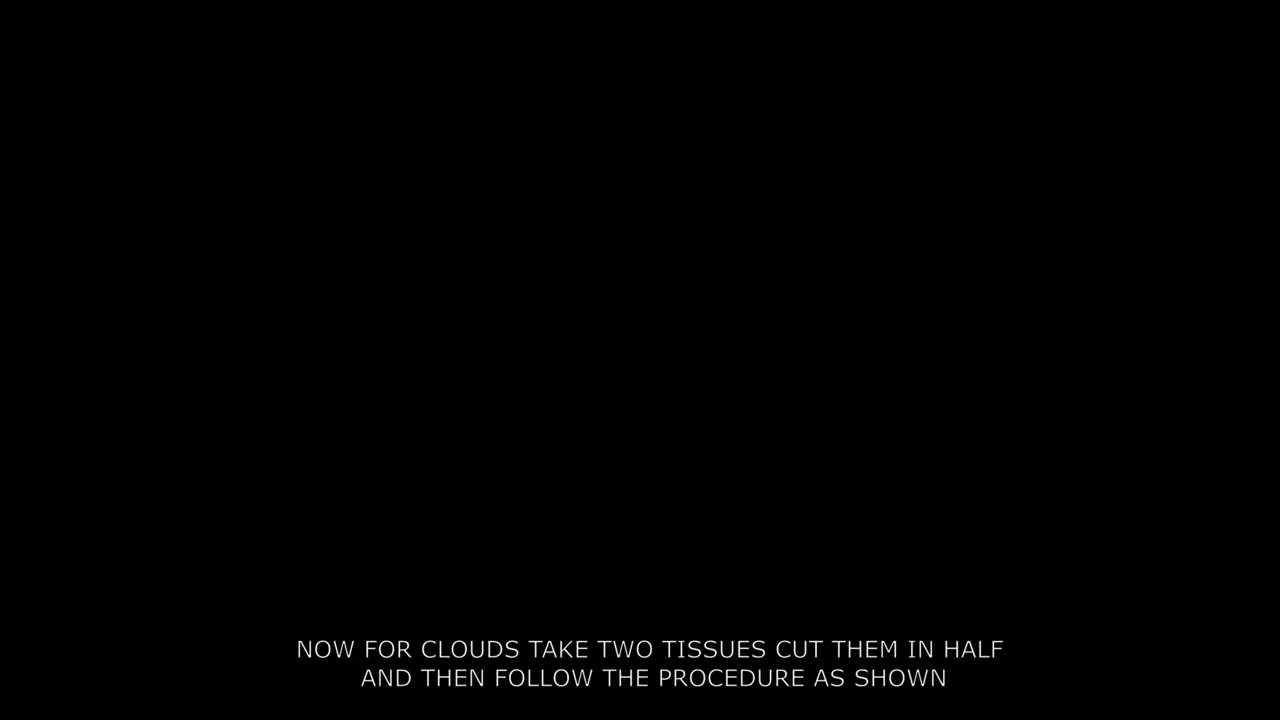 NOW FOR CLOUDS TAKE TWO TISSUES CUT THEM IN HALF
AND THEN FOLLOW THE PROCEDURE AS SHOWN